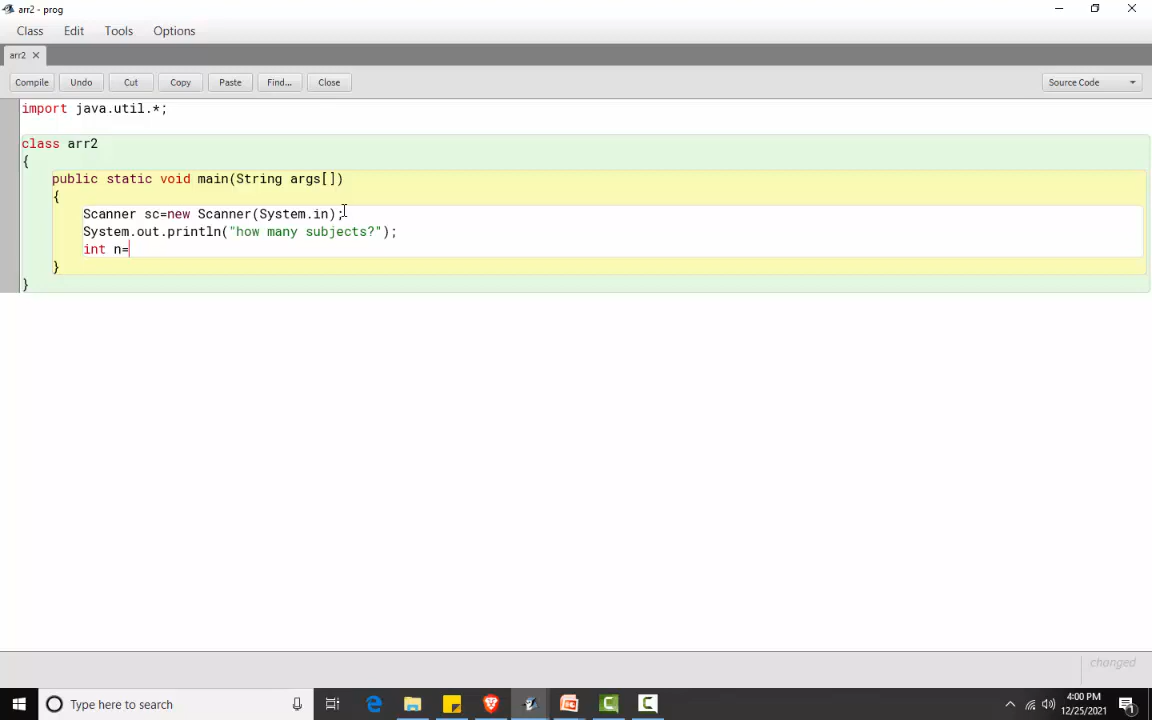 arr2 - prog
Class Edit Tools Options
arr2
Compile Undo Cut Copy Paste Find... Close Source Code
import java.util.*;
class arr2
{
public static void main(String args[])
{
Scanner sc=new Scanner(System.in);
System.out.println("how many subjects?");
int n=
}
}
changed
Type here to search
4:00 PM
12/25/2021
1